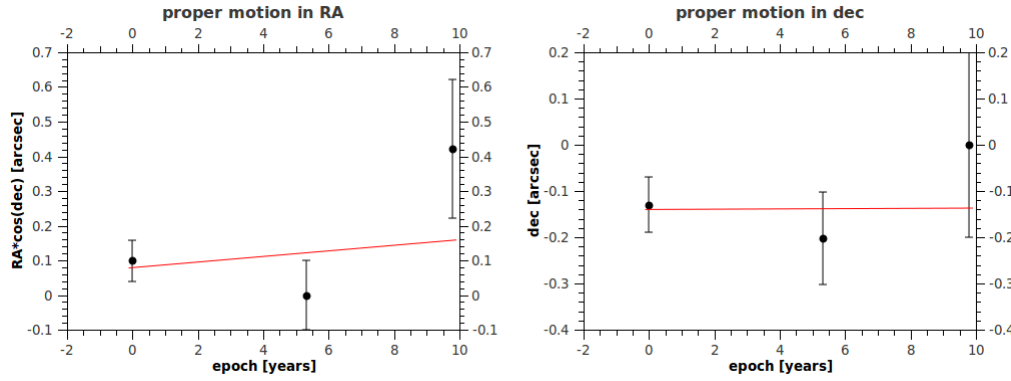 proper motion in RA
-2 0 2 4 6 8 10
0.7 0.7
0.6 0.6
0.5 0.5
0.4 0.4
0.3 0.3
0.2 0.2
0.1 0.1
0 0
-0.1 -0.1
-2 0 2 4 6 8 10
RA*cos(dec) [arcsec]
epoch [years]
proper motion in dec
-2 0 2 4 6 8 10
0.2 0.2
0.1 0.1
0 0
-0.1 -0.1
-0.2 -0.2
-0.3 -0.3
-0.4 -0.4
-2 0 2 4 6 8 10
dec [arcsec]
epoch [years]